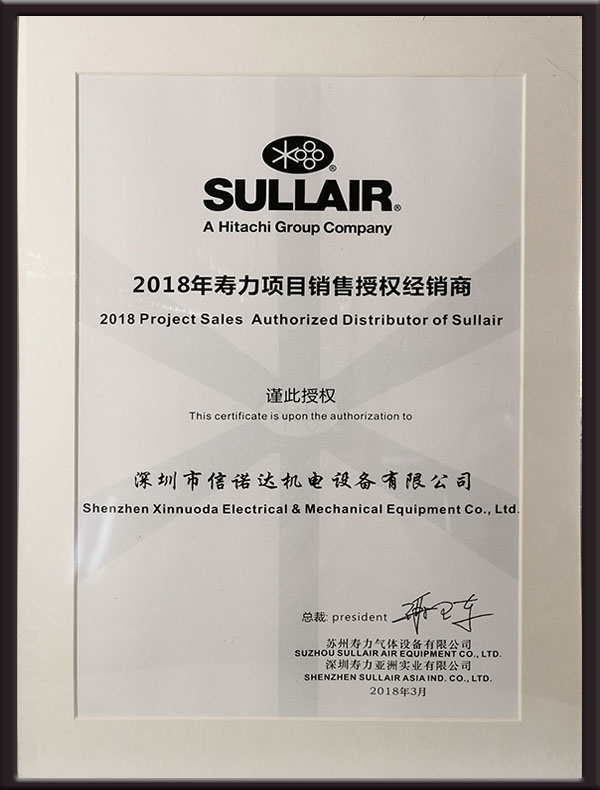 SULLAIR®
A Hitachi Group Company
2018年寿力项目销售授权经销商
2018 Project Sales Authorized Distributor of Sullair
谨此授权
This certificate is upon the authorization to
深圳市信诺达机电设备有限公司
Shenzhen Xinnuoda Electrical & Mechanical Equipment Co., Ltd.
总裁: president
苏州寿力气体设备有限公司
SUZHOU SULLAIR AIR EQUIPMENT CO., LTD.
深圳寿力亚洲实业有限公司
SHENZHEN SULLAIR ASIA IND. CO., LTD.
2018年3月